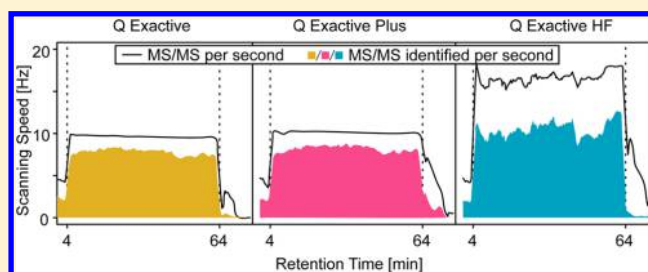 Q Exactive Q Exactive Plus Q Exactive HF
MS/MS per second / / MS/MS identified per second
20
10
0
Scanning Speed [Hz]
4 64 4 64 4 64
Retention Time [min]